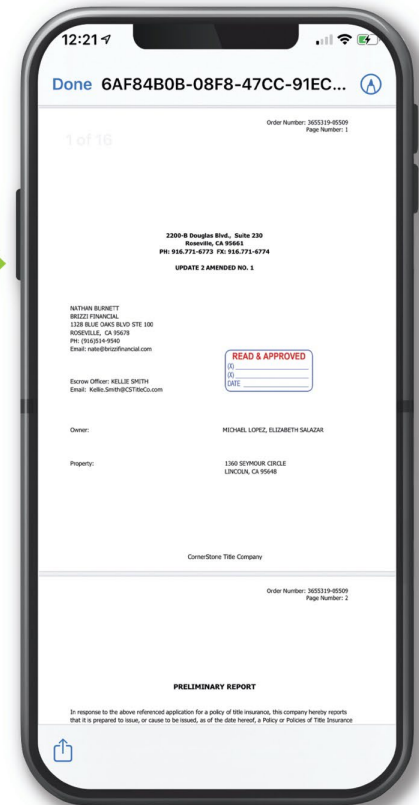 12:21
Done 6AF84B0B-08F8-47CC-91EC...
1 of 16
Order Number: 3655319-05509
Page Number: 1
2200-B Douglas Blvd., Suite 230
Roseville, CA 95661
PH: 916.771-6773 FX: 916.771-6774
UPDATE 2 AMENDED NO. 1
NATHAN BURNETT
BRIZZI FINANCIAL
1328 BLUE OAKS BLVD STE 100
ROSEVILLE, CA 95678
PH: (916)514-9540
Email: nate@brizzifinancial.com
READ & APPROVED
(X)
(X)
DATE
Escrow Officer: KELLIE SMITH
Email: Kellie.Smith@CSTitleCo.com
Owner: MICHAEL LOPEZ, ELIZABETH SALAZAR
Property: 1360 SEYMOUR CIRCLE
LINCOLN, CA 95648
CornerStone Title Company
Order Number: 3655319-05509
Page Number: 2
PRELIMINARY REPORT
In response to the above referenced application for a policy of title insurance, this company hereby reports
that it is prepared to issue, or cause to be issued, as of the date hereof, a Policy or Policies of Title Insurance